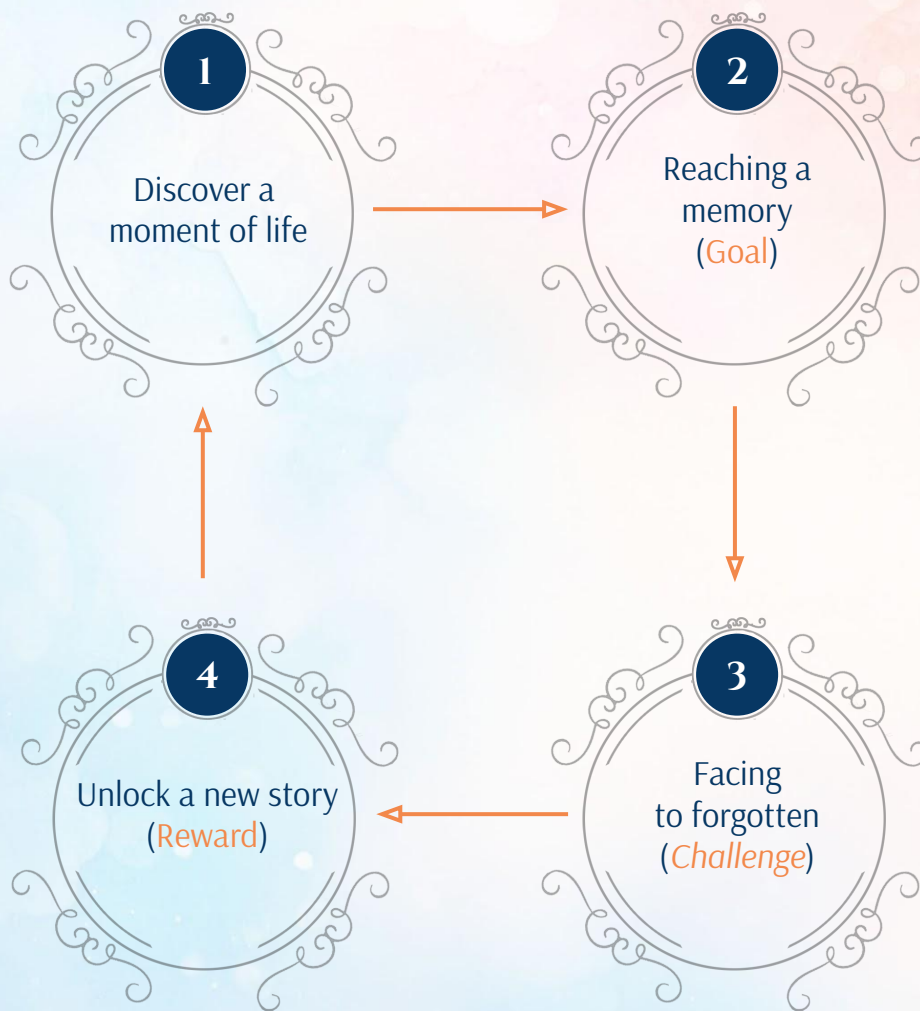 1
Discover a
moment of life
2
Reaching a
memory
(Goal)
3
Facing
to forgotten
(Challenge)
4
Unlock a new story
(Reward)